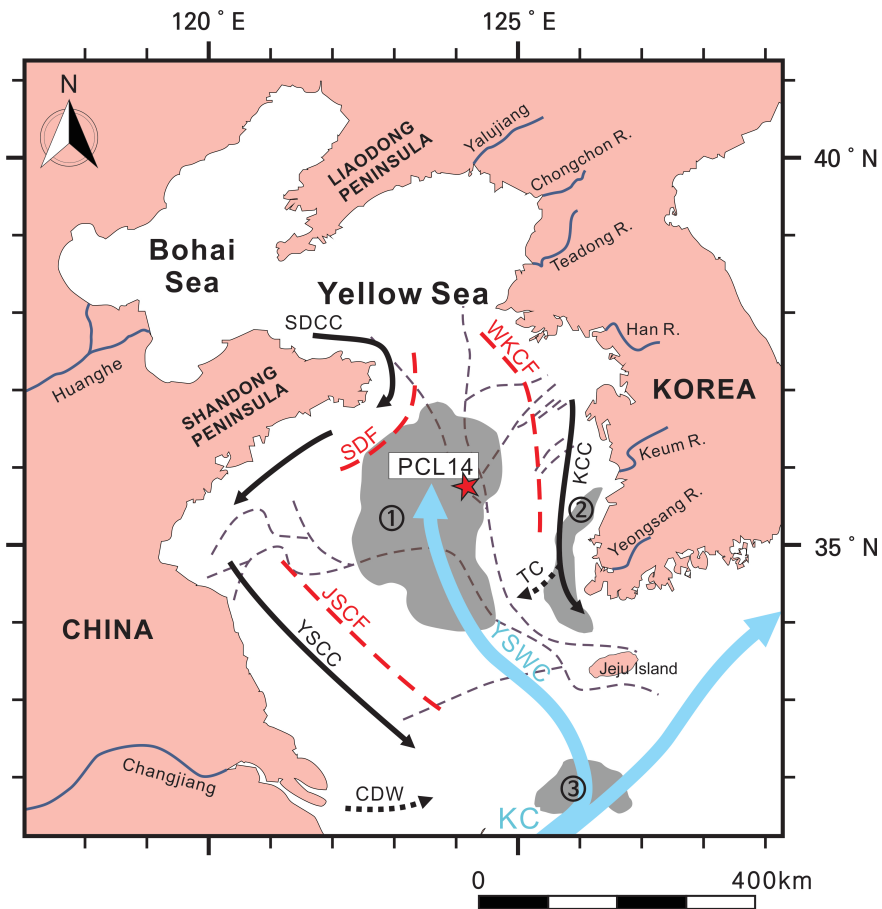 120 ° E
125 ° E
N
40 ° N
35 ° N
LIAODONG
PENINSULA
Yalujiang
Chongchon R.
Teadong R.
Bohai
Sea
Yellow Sea
SDCC
WKCF
Han R.
Huanghe
SHANDONG
PENINSULA
KOREA
SDF
PCL14
KCC
Keum R.
①
②
Yeongsang R.
TC
CHINA
JSCF
YSCC
YSWC
Jeju Island
Changjiang
CDW
③
KC
0
400km